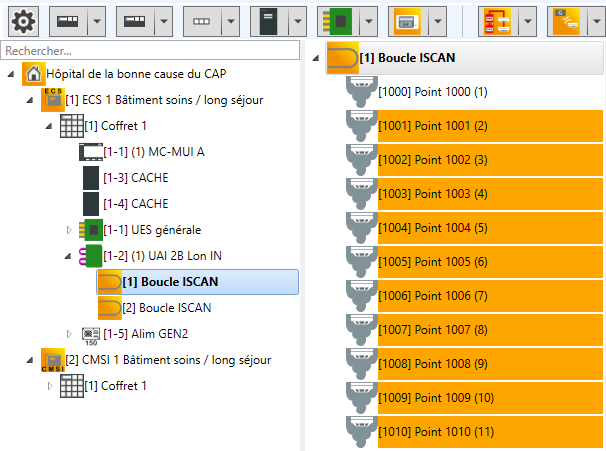 Rechercher...
Hôpital de la bonne cause du CAP
ECS
[1] ECS 1 Bâtiment soins / long séjour
[1] Coffret 1
[1-1] (1) MC-MUI A
[1-3] CACHE
[1-4] CACHE
[1-1] UES générale
[1-2] (1) UAI 2B Lon IN
[1] Boucle ISCAN
[2] Boucle ISCAN
150
[1-5] Alim GEN2
CMSI
[2] CMSI 1 Bâtiment soins / long séjour
[1] Coffret 1
[1] Boucle ISCAN
[1000] Point 1000 (1)
[1001] Point 1001 (2)
[1002] Point 1002 (3)
[1003] Point 1003 (4)
[1004] Point 1004 (5)
[1005] Point 1005 (6)
[1006] Point 1006 (7)
[1007] Point 1007 (8)
[1008] Point 1008 (9)
[1009] Point 1009 (10)
[1010] Point 1010 (11)